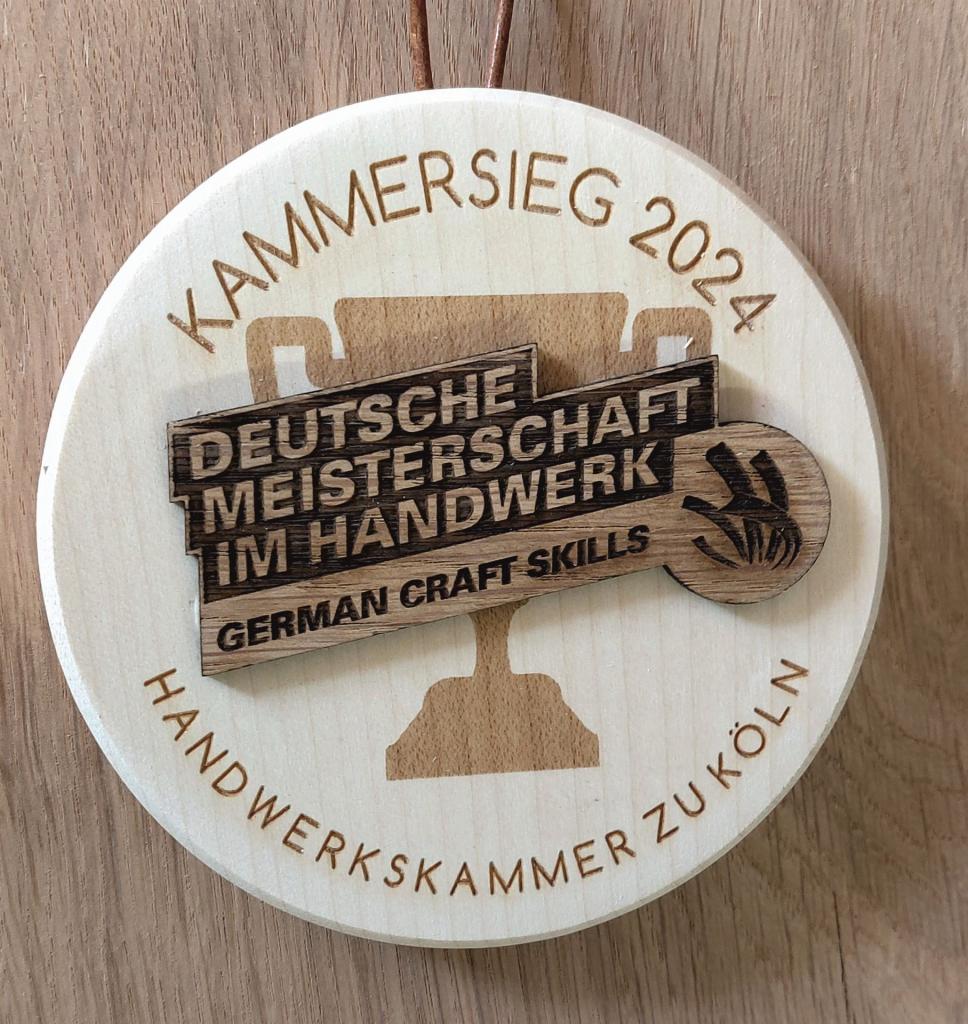 KAMMERSIEG 2024
DEUTSCHE
MEISTERSCHAFT
IM HANDWERK
GERMAN CRAFT SKILLS
HANDWERKSKAMMER ZU KÖLN